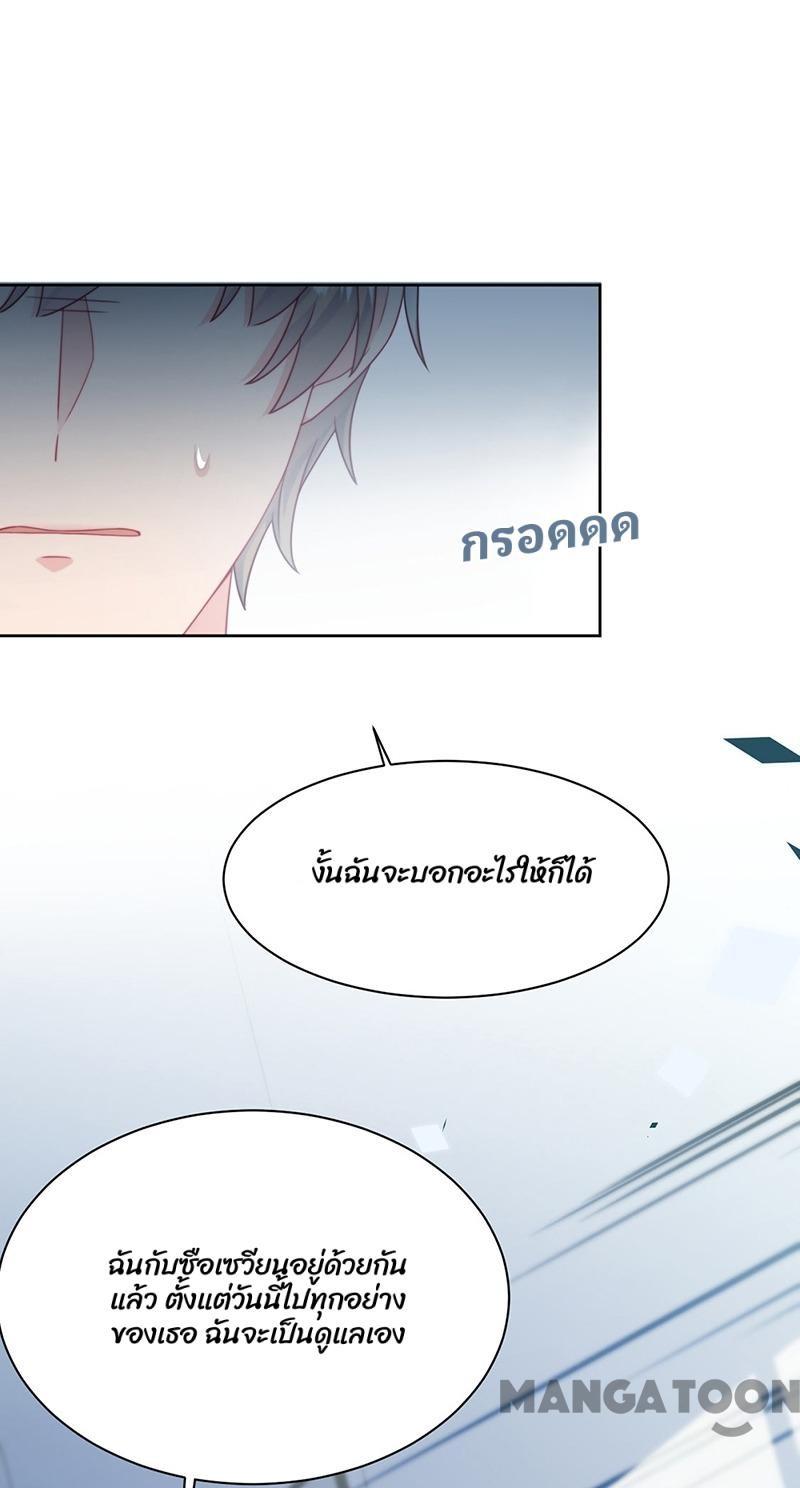 กรอดดด
งั้นฉันจะบอกอะไรให้ก็ได้
ฉันกับซือเซวียนอยู่ด้วยกัน
แล้ว ตั้งแต่วันนี้ไปทุกอย่าง
ของเธอ ฉันจะเป็นดูแลเอง
MANGA TOON